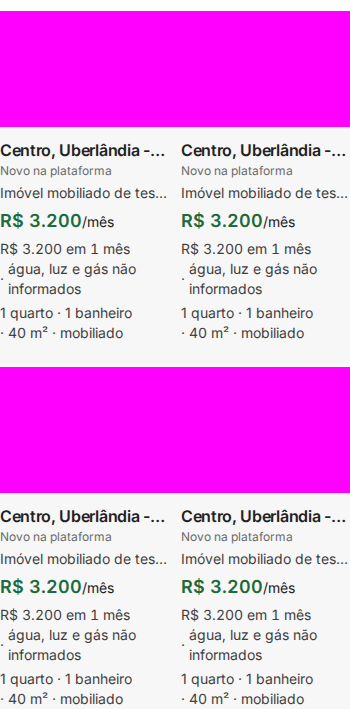 Centro, Uberlândia -...
Novo na plataforma
Imóvel mobiliado de tes...
R$ 3.200/mês
R$ 3.200 em 1 mês
· água, luz e gás não
informados
1 quarto · 1 banheiro
· 40 m² · mobiliado
Centro, Uberlândia -...
Novo na plataforma
Imóvel mobiliado de tes...
R$ 3.200/mês
R$ 3.200 em 1 mês
· água, luz e gás não
informados
1 quarto · 1 banheiro
· 40 m² · mobiliado
Centro, Uberlândia -...
Novo na plataforma
Imóvel mobiliado de tes...
R$ 3.200/mês
R$ 3.200 em 1 mês
· água, luz e gás não
informados
1 quarto · 1 banheiro
· 40 m² · mobiliado
Centro, Uberlândia -...
Novo na plataforma
Imóvel mobiliado de tes...
R$ 3.200/mês
R$ 3.200 em 1 mês
· água, luz e gás não
informados
1 quarto · 1 banheiro
· 40 m² · mobiliado